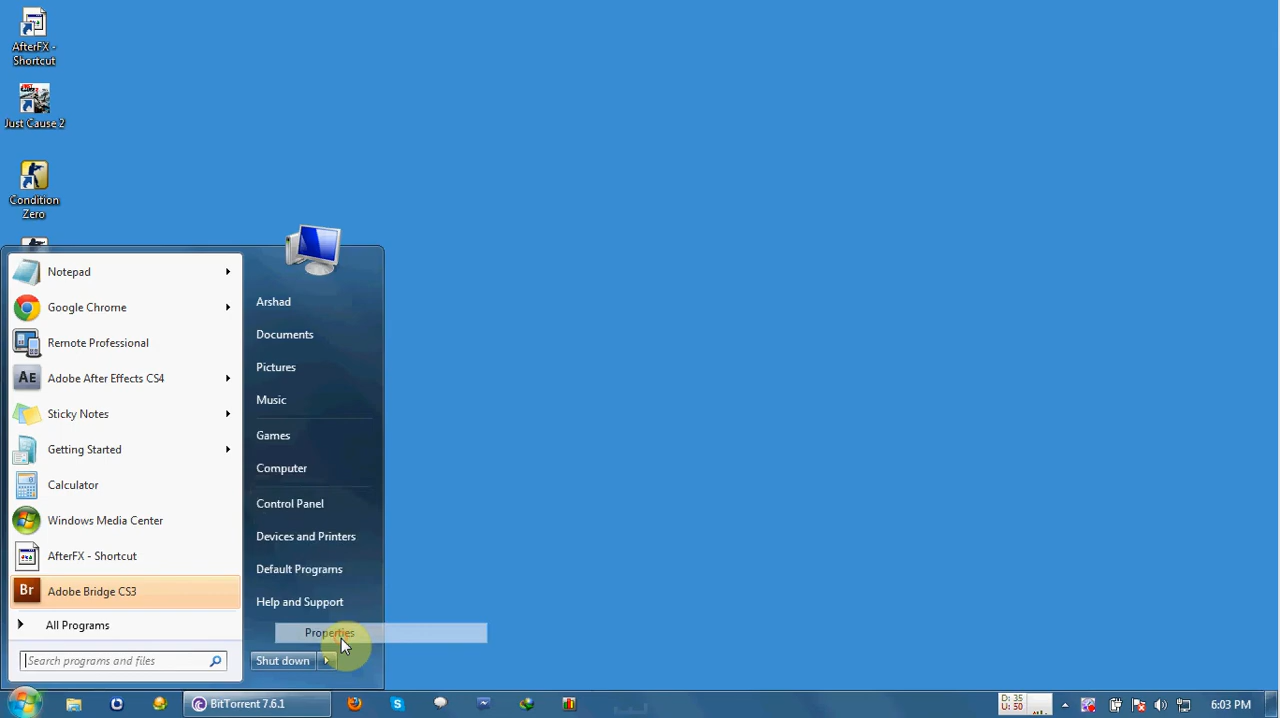 AfterFX -
Shortcut
Just Cause 2
Condition
Zero
Notepad
Google Chrome
Remote Professional
AE
Adobe After Effects CS4
Sticky Notes
Getting Started
Calculator
Windows Media Center
AfterFX - Shortcut
Br
Adobe Bridge CS3
All Programs
Search programs and files
Arshad
Documents
Pictures
Music
Games
Computer
Control Panel
Devices and Printers
Default Programs
Help and Support
Properties
Shut down
BitTorrent 7.6.1
D: 35
U: 50
6:03 PM